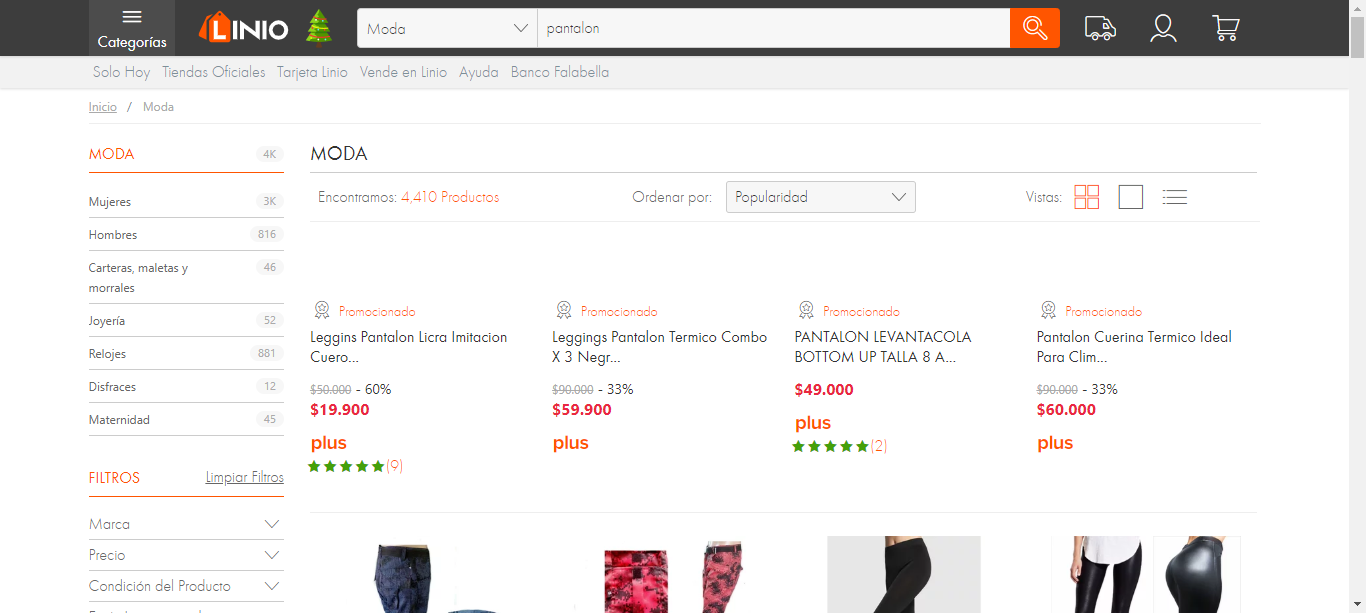 Categorías
LINIO
Moda
pantalon
Solo Hoy Tiendas Oficiales Tarjeta Linio Vende en Linio Ayuda Banco Falabella
Inicio / Moda
MODA 4K
Mujeres 3K
Hombres 816
Carteras, maletas y
morrales 46
Joyería 52
Relojes 881
Disfraces 12
Maternidad 45
FILTROS Limpiar Filtros
Marca
Precio
Condición del Producto
MODA
Encontramos: 4,410 Productos
Ordenar por: Popularidad
Vistas:
Promocionado
Leggins Pantalon Licra Imitacion
Cuero...
$50.000 - 60%
$19.900
plus
(9)
Promocionado
Leggings Pantalon Termico Combo
X 3 Negr...
$90.000 - 33%
$59.900
plus
Promocionado
PANTALON LEVANTACOLA
BOTTOM UP TALLA 8 A...
$49.000
plus
(2)
Promocionado
Pantalon Cuerina Termico Ideal
Para Clim...
$90.000 - 33%
$60.000
plus